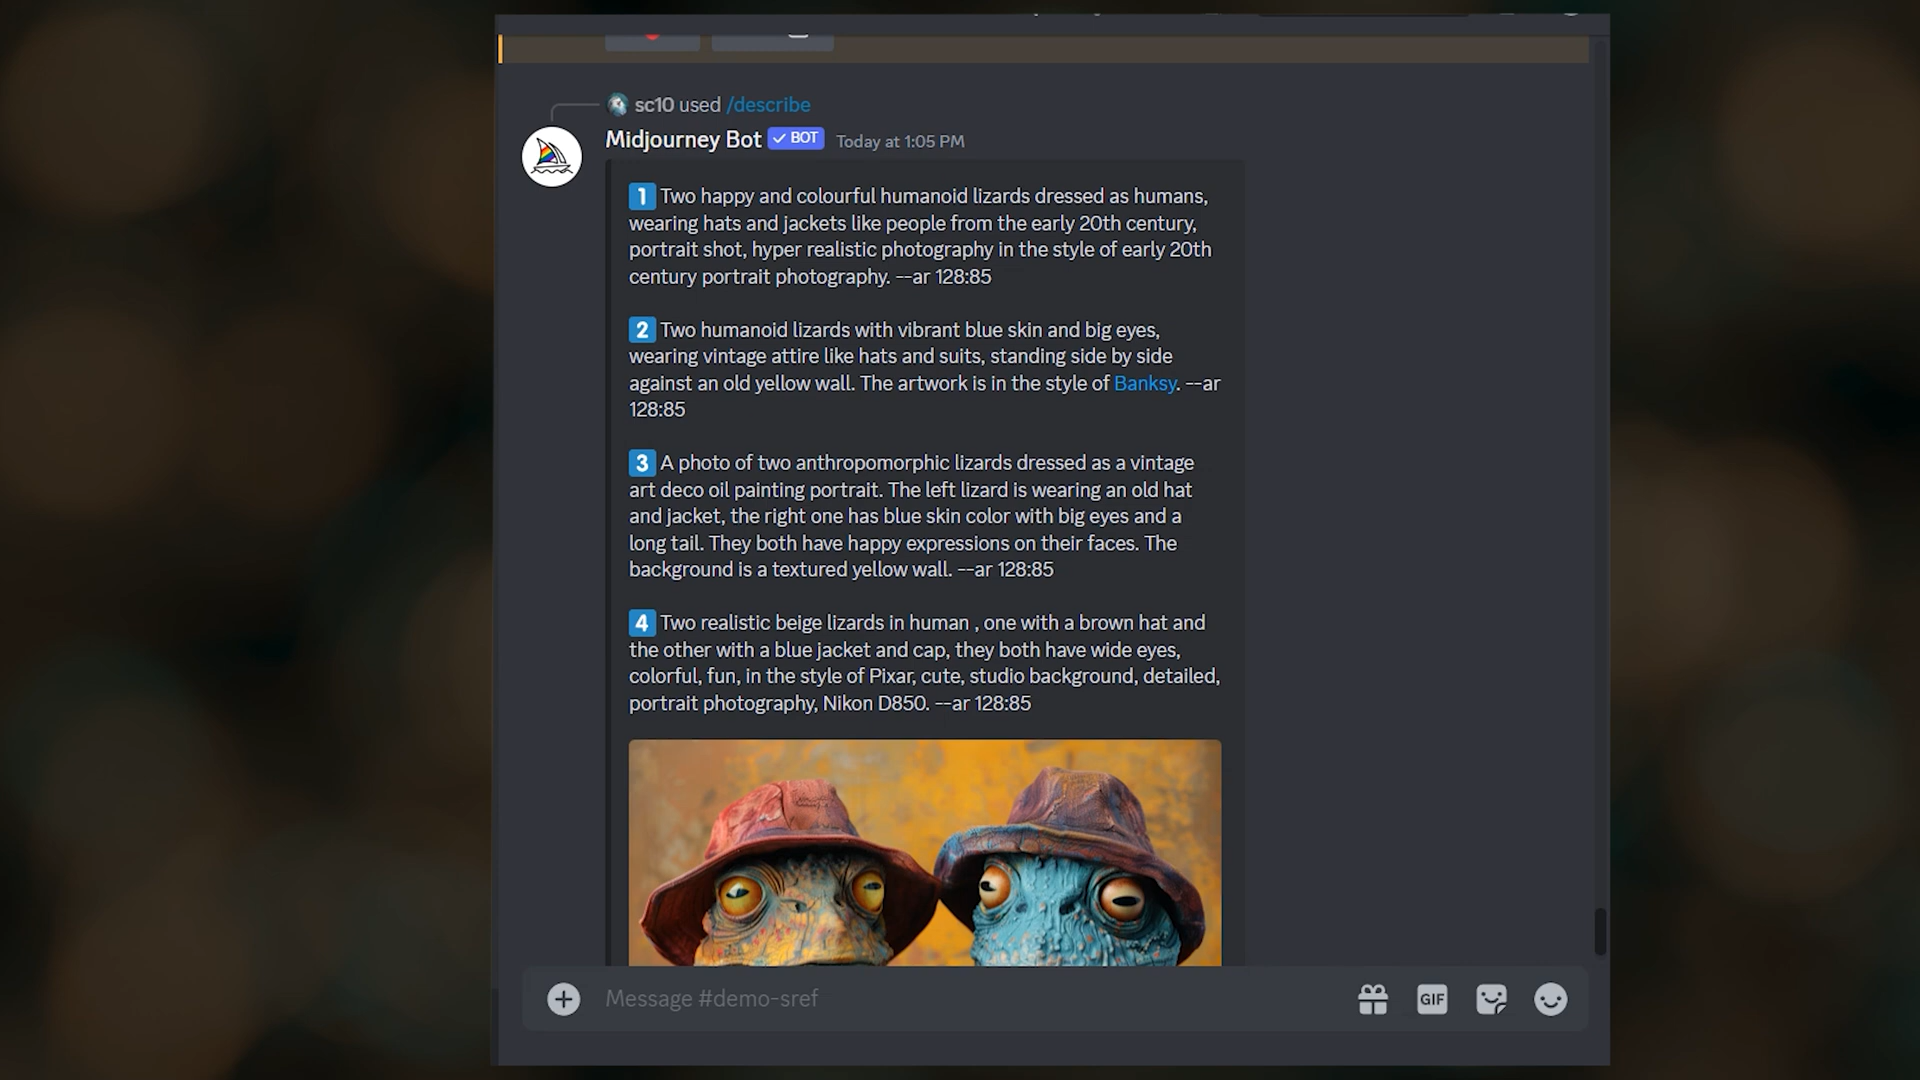 sc10 used /describe
Midjourney Bot ✓ BOT Today at 1:05 PM
1 Two happy and colourful humanoid lizards dressed as humans,
wearing hats and jackets like people from the early 20th century,
portrait shot, hyper realistic photography in the style of early 20th
century portrait photography. --ar 128:85
2 Two humanoid lizards with vibrant blue skin and big eyes,
wearing vintage attire like hats and suits, standing side by side
against an old yellow wall. The artwork is in the style of Banksy. --ar
128:85
3 A photo of two anthropomorphic lizards dressed as a vintage
art deco oil painting portrait. The left lizard is wearing an old hat
and jacket, the right one has blue skin color with big eyes and a
long tail. They both have happy expressions on their faces. The
background is a textured yellow wall. --ar 128:85
4 Two realistic beige lizards in human , one with a brown hat and
the other with a blue jacket and cap, they both have wide eyes,
colorful, fun, in the style of Pixar, cute, studio background, detailed,
portrait photography, Nikon D850. --ar 128:85
Message #demo-sref
GIF